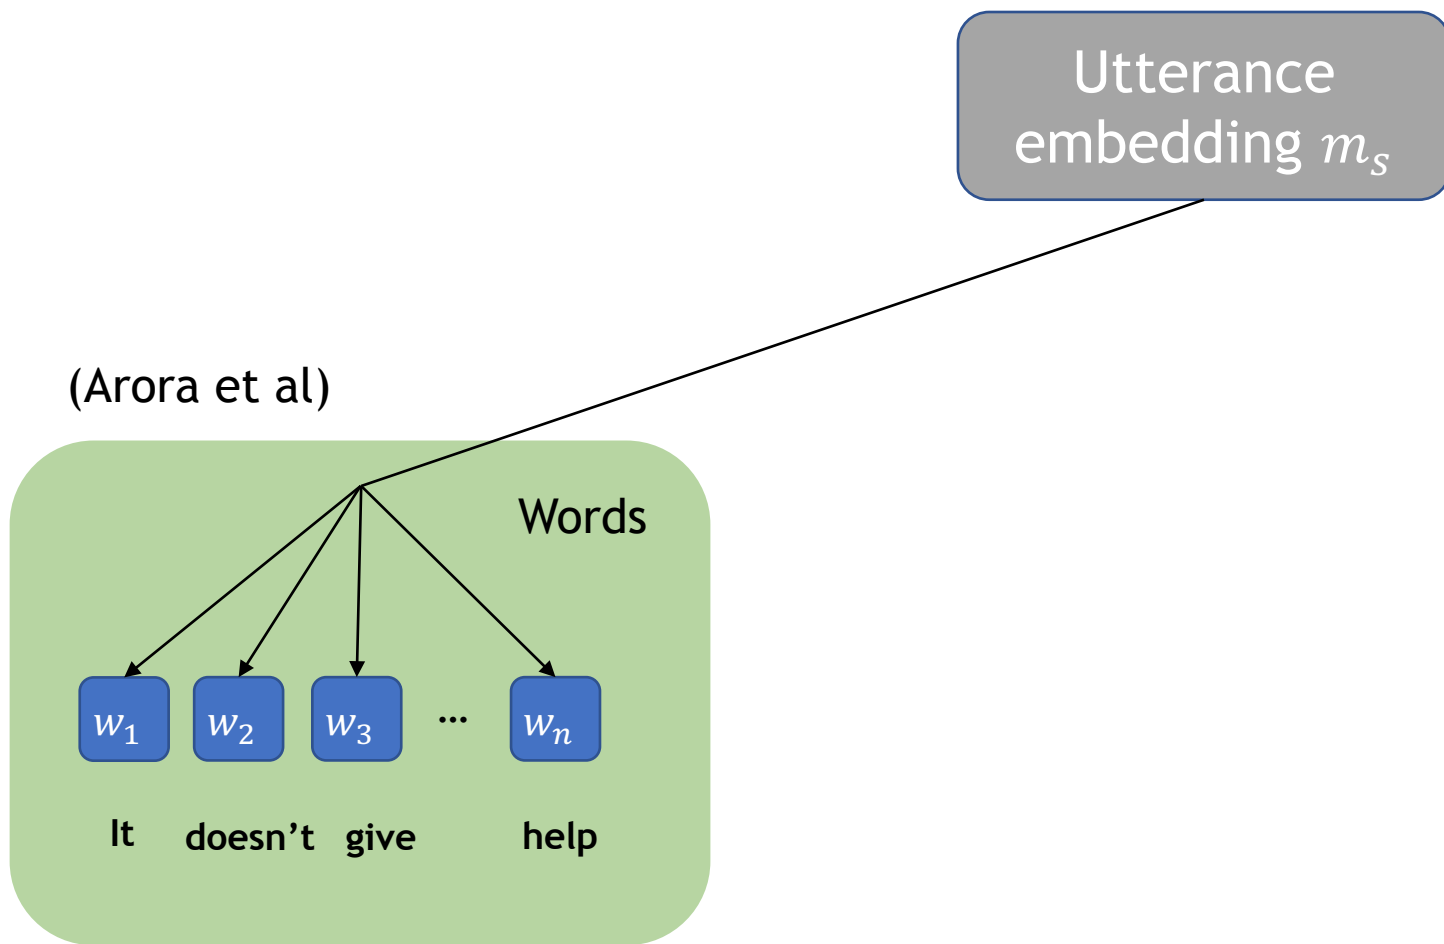 Utterance
embedding m_s
(Arora et al)
Words
w_1 w_2 w_3 ... w_n
It doesn’t give help